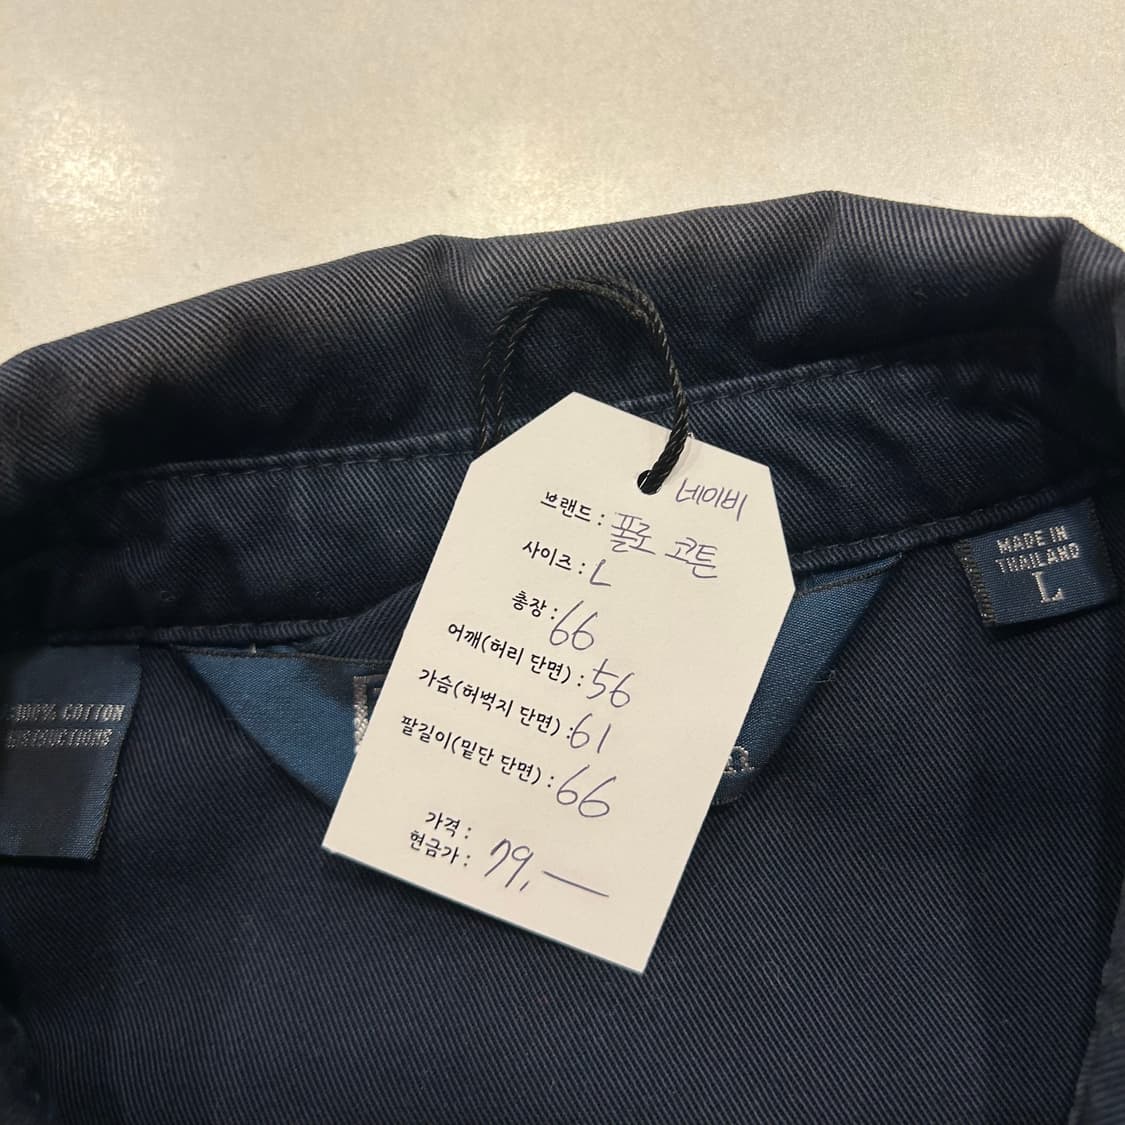 네이비
브랜드 : 폴로 코튼
사이즈 : L
총장 : 66
어깨(허리 단면) : 56
가슴(허벅지 단면) : 61
팔길이(밑단 단면) : 66
가격 :
현금가 : 79,—
MADE IN
THAILAND
L
100% COTTON